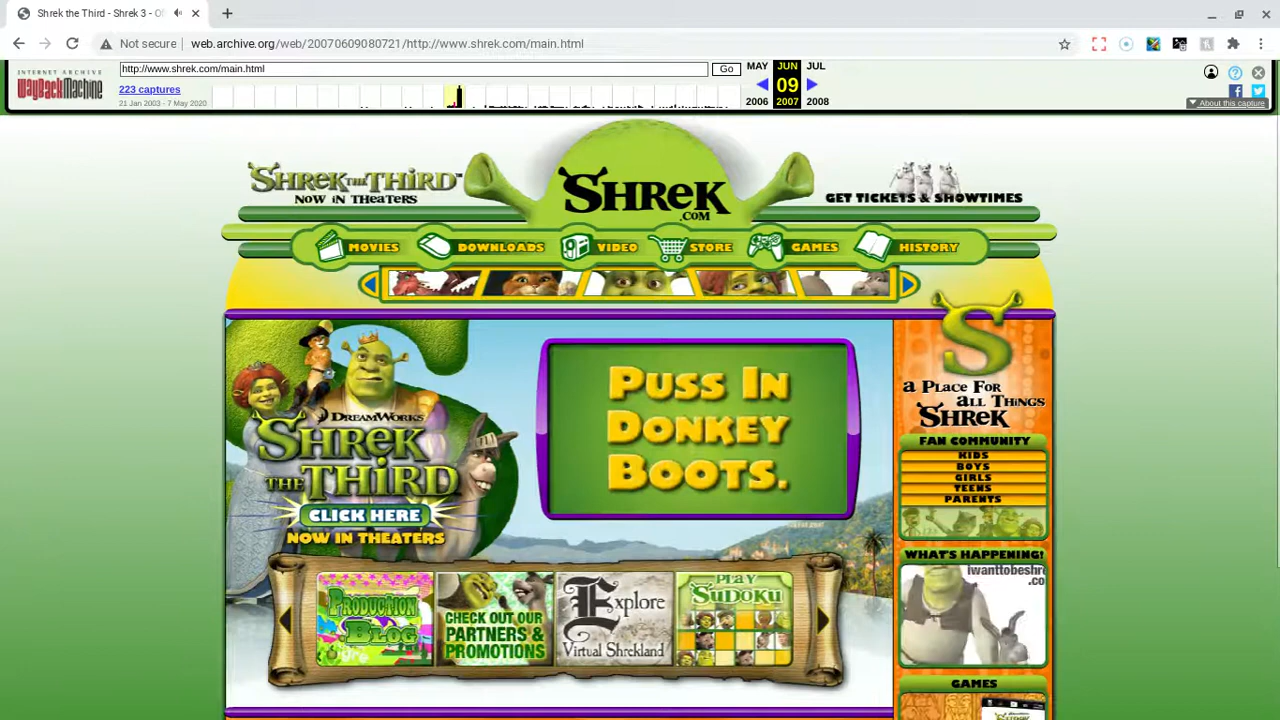 Shrek the Third - Shrek 3 - Of
Not secure
web.archive.org/web/20070609080721/http://www.shrek.com/main.html
INTERNET ARCHIVE
WayBackMachine
http://www.shrek.com/main.html
Go
223 captures
21 Jan 2003 - 7 May 2020
MAY JUN JUL
09
2006 2007 2008
About this capture
SHREK THE THIRD™
NOW IN THEATERS
SHREK
.COM
GET TICKETS & SHOWTIMES
MOVIES
DOWNLOADS
VIDEO
STORE
GAMES
HISTORY
DREAMWORKS
SHREK
THE THIRD
CLICK HERE
NOW IN THEATERS
PUSS IN
DONKEY
BOOTS.
PRODUCTION
BLOG
CHECK OUT OUR
PARTNERS &
PROMOTIONS
Explore
Virtual Shrekland
PLAY
SUDOKU
S
a PLace FoR
aLL THiNGS
SHReK
FAN COMMUNITY
KIDS
BOYS
GIRLS
TEENS
PARENTS
WHAT'S HAPPENING!
iwanttobeshre
.co
GAMES